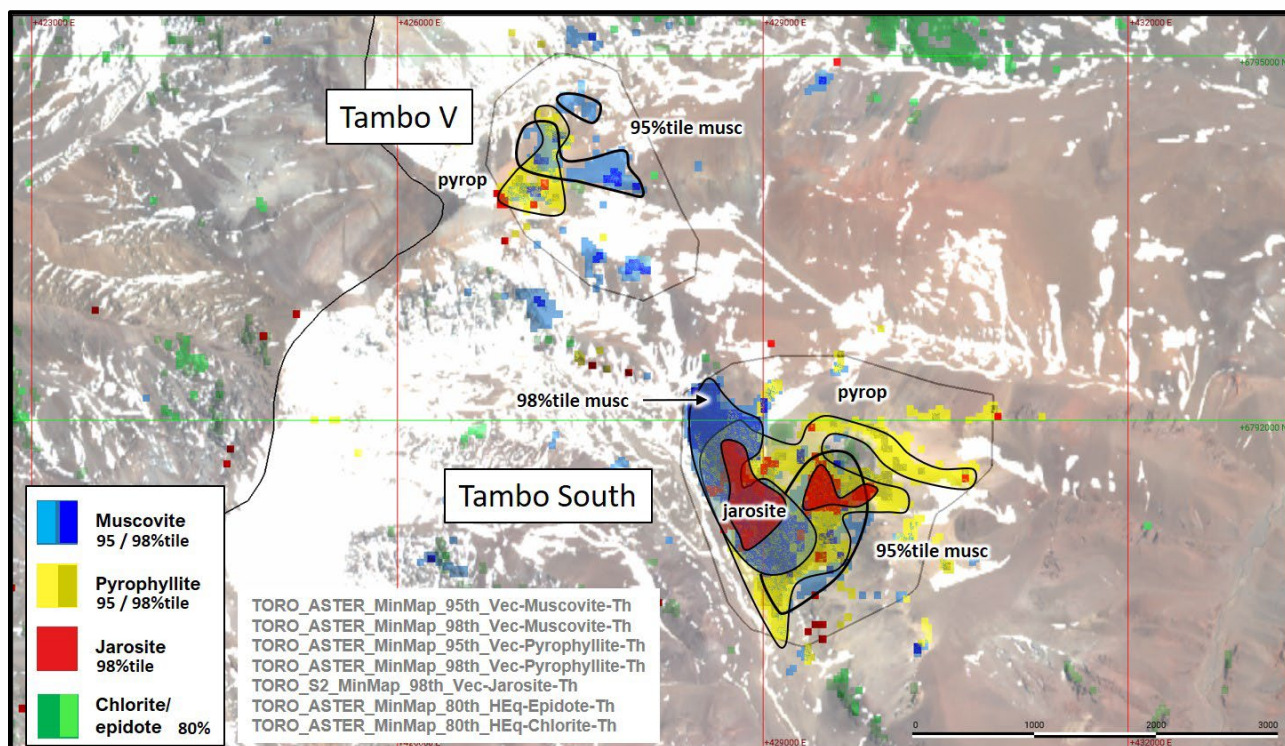 +423000 E
+426000 E
+429000 E
+432000 E
+6795000 N
Tambo V
95%tile musc
pyrop
98%tile musc
pyrop
+6792000 N
Tambo South
jarosite
95%tile musc
Muscovite
95 / 98%tile
Pyrophyllite
95 / 98%tile
Jarosite
98%tile
Chlorite/
epidote 80%
TORO_ASTER_MinMap_95th_Vec-Muscovite-Th
TORO_ASTER_MinMap_98th_Vec-Muscovite-Th
TORO_ASTER_MinMap_95th_Vec-Pyrophyllite-Th
TORO_ASTER_MinMap_98th_Vec-Pyrophyllite-Th
TORO_S2_MinMap_98th_Vec-Jarosite-Th
TORO_ASTER_MinMap_80th_HEq-Epidote-Th
TORO_ASTER_MinMap_80th_HEq-Chlorite-Th
0 1000 2000 3000
+429000 E
+432000 E